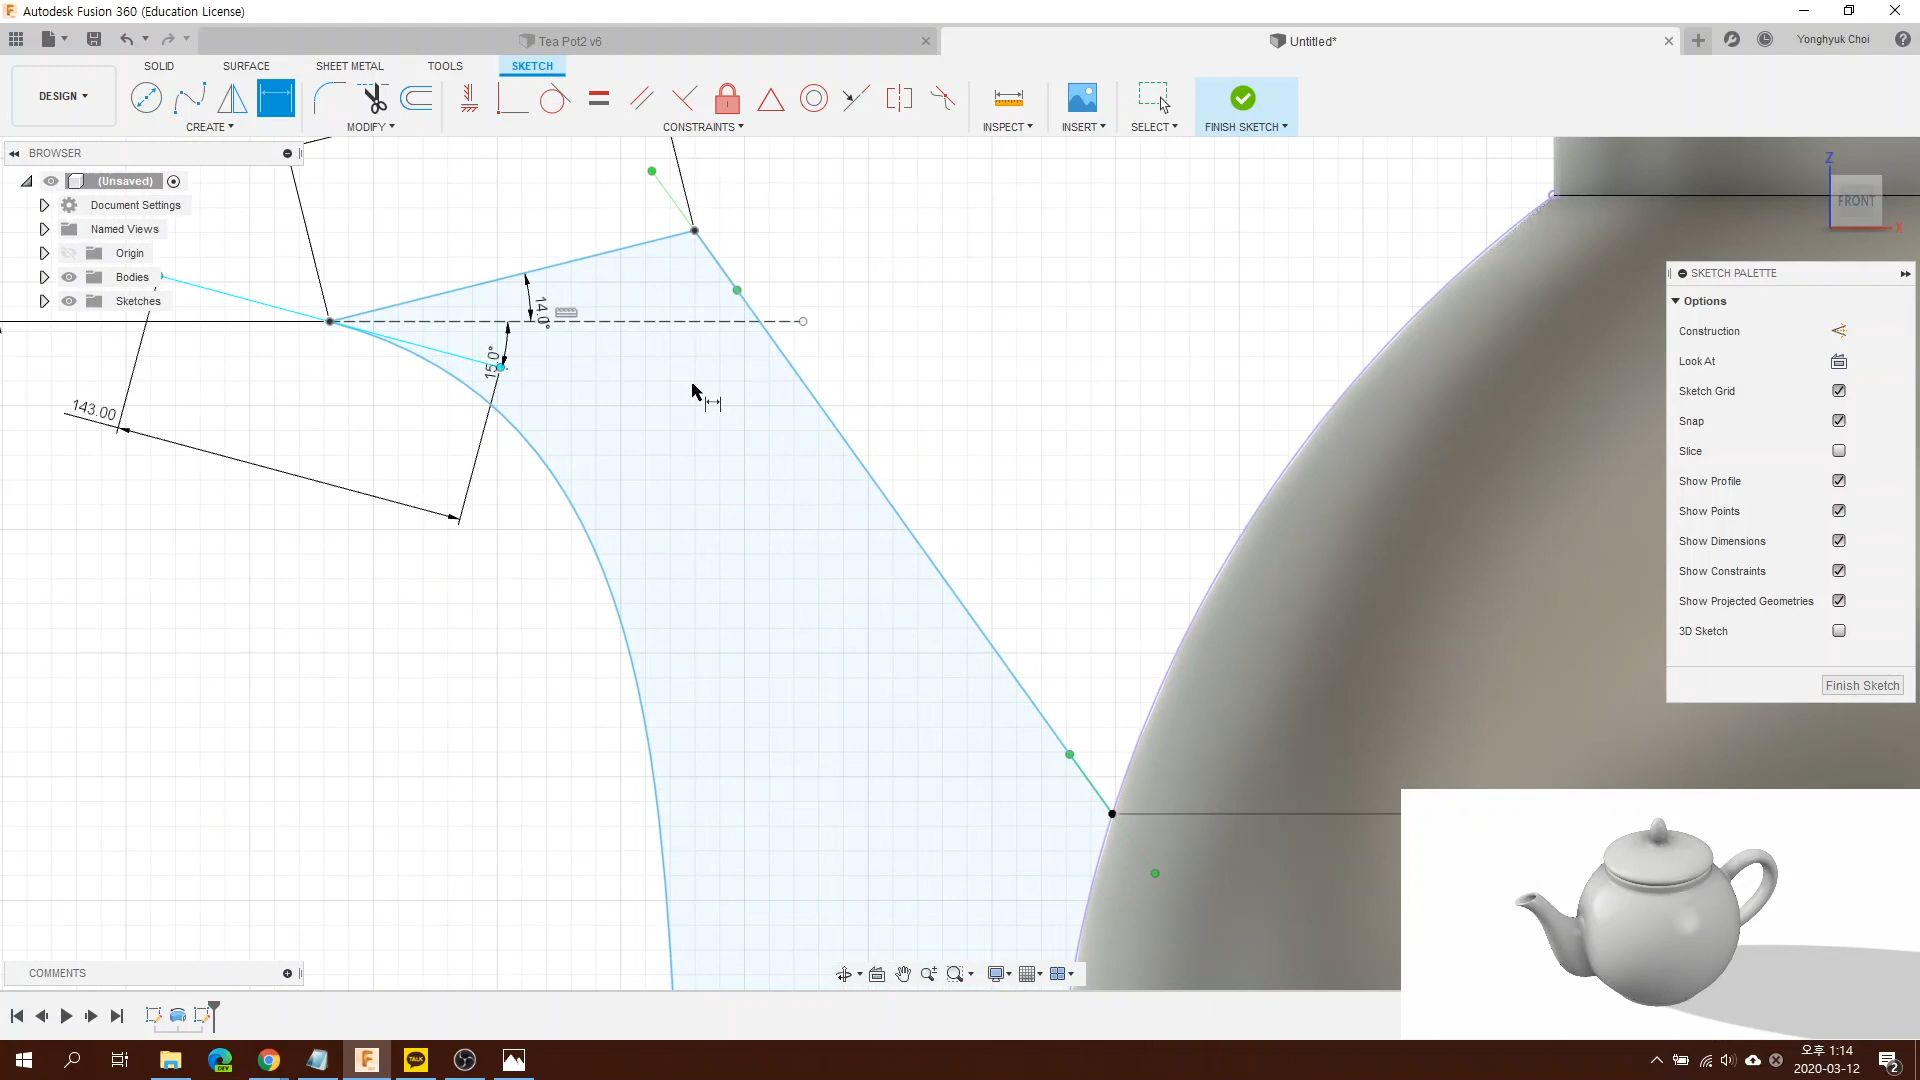 Autodesk Fusion 360 (Education License)
Tea Pot2 v6
Untitled*
Yonghyuk Choi
SOLID
SURFACE
SHEET METAL
TOOLS
SKETCH
DESIGN
CREATE
MODIFY
CONSTRAINTS
INSPECT
INSERT
SELECT
FINISH SKETCH
BROWSER
(Unsaved)
Document Settings
Named Views
Origin
Bodies
Sketches
14.0°
15.0°
143.00
Z
FRONT
X
SKETCH PALETTE
Options
Construction
Look At
Sketch Grid
Snap
Slice
Show Profile
Show Points
Show Dimensions
Show Constraints
Show Projected Geometries
3D Sketch
Finish Sketch
COMMENTS
DEV
TALK
오후 1:14
2020-03-12
2